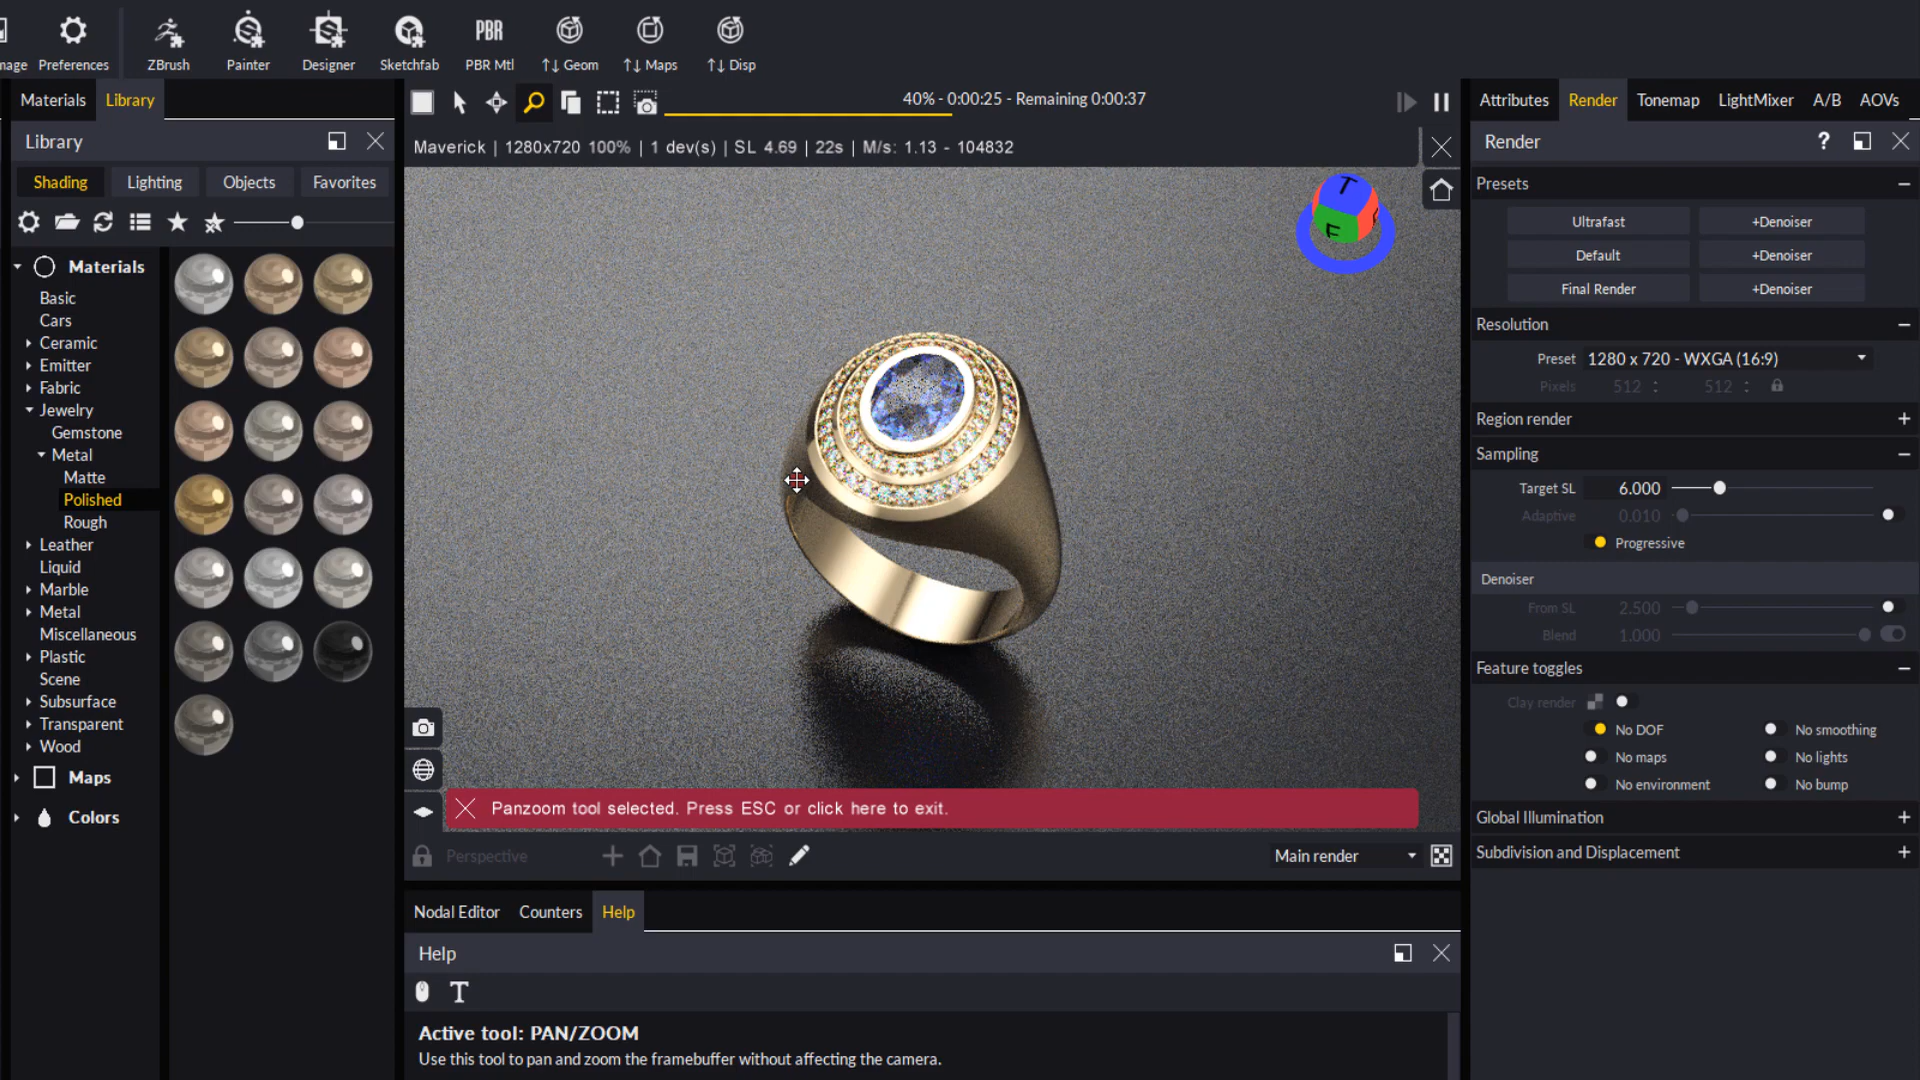 mage Preferences ZBrush Painter Designer Sketchfab PBR Mtl ↑↓ Geom ↑↓ Maps ↑↓ Disp
PBR
Materials Library
Library
Shading Lighting Objects Favorites
Materials
Basic
Cars
Ceramic
Emitter
Fabric
Jewelry
Gemstone
Metal
Matte
Polished
Rough
Leather
Liquid
Marble
Metal
Miscellaneous
Plastic
Scene
Subsurface
Transparent
Wood
Maps
Colors
40% - 0:00:25 - Remaining 0:00:37
Maverick | 1280x720 100% | 1 dev(s) | SL 4.69 | 22s | M/s: 1.13 - 104832
T
F
Panzoom tool selected. Press ESC or click here to exit.
Perspective
Main render
Nodal Editor Counters Help
Help
T
Active tool: PAN/ZOOM
Use this tool to pan and zoom the framebuffer without affecting the camera.
Attributes Render Tonemap LightMixer A/B AOVs
Render ?
Presets
Ultrafast +Denoiser
Default +Denoiser
Final Render +Denoiser
Resolution
Preset 1280 x 720 - WXGA (16:9)
Pixels 512 : 512 :
Region render
Sampling
Target SL 6.000
Adaptive 0.010
Progressive
Denoiser
From SL 2.500
Blend 1.000
Feature toggles
Clay render
No DOF No smoothing
No maps No lights
No environment No bump
Global Illumination
Subdivision and Displacement